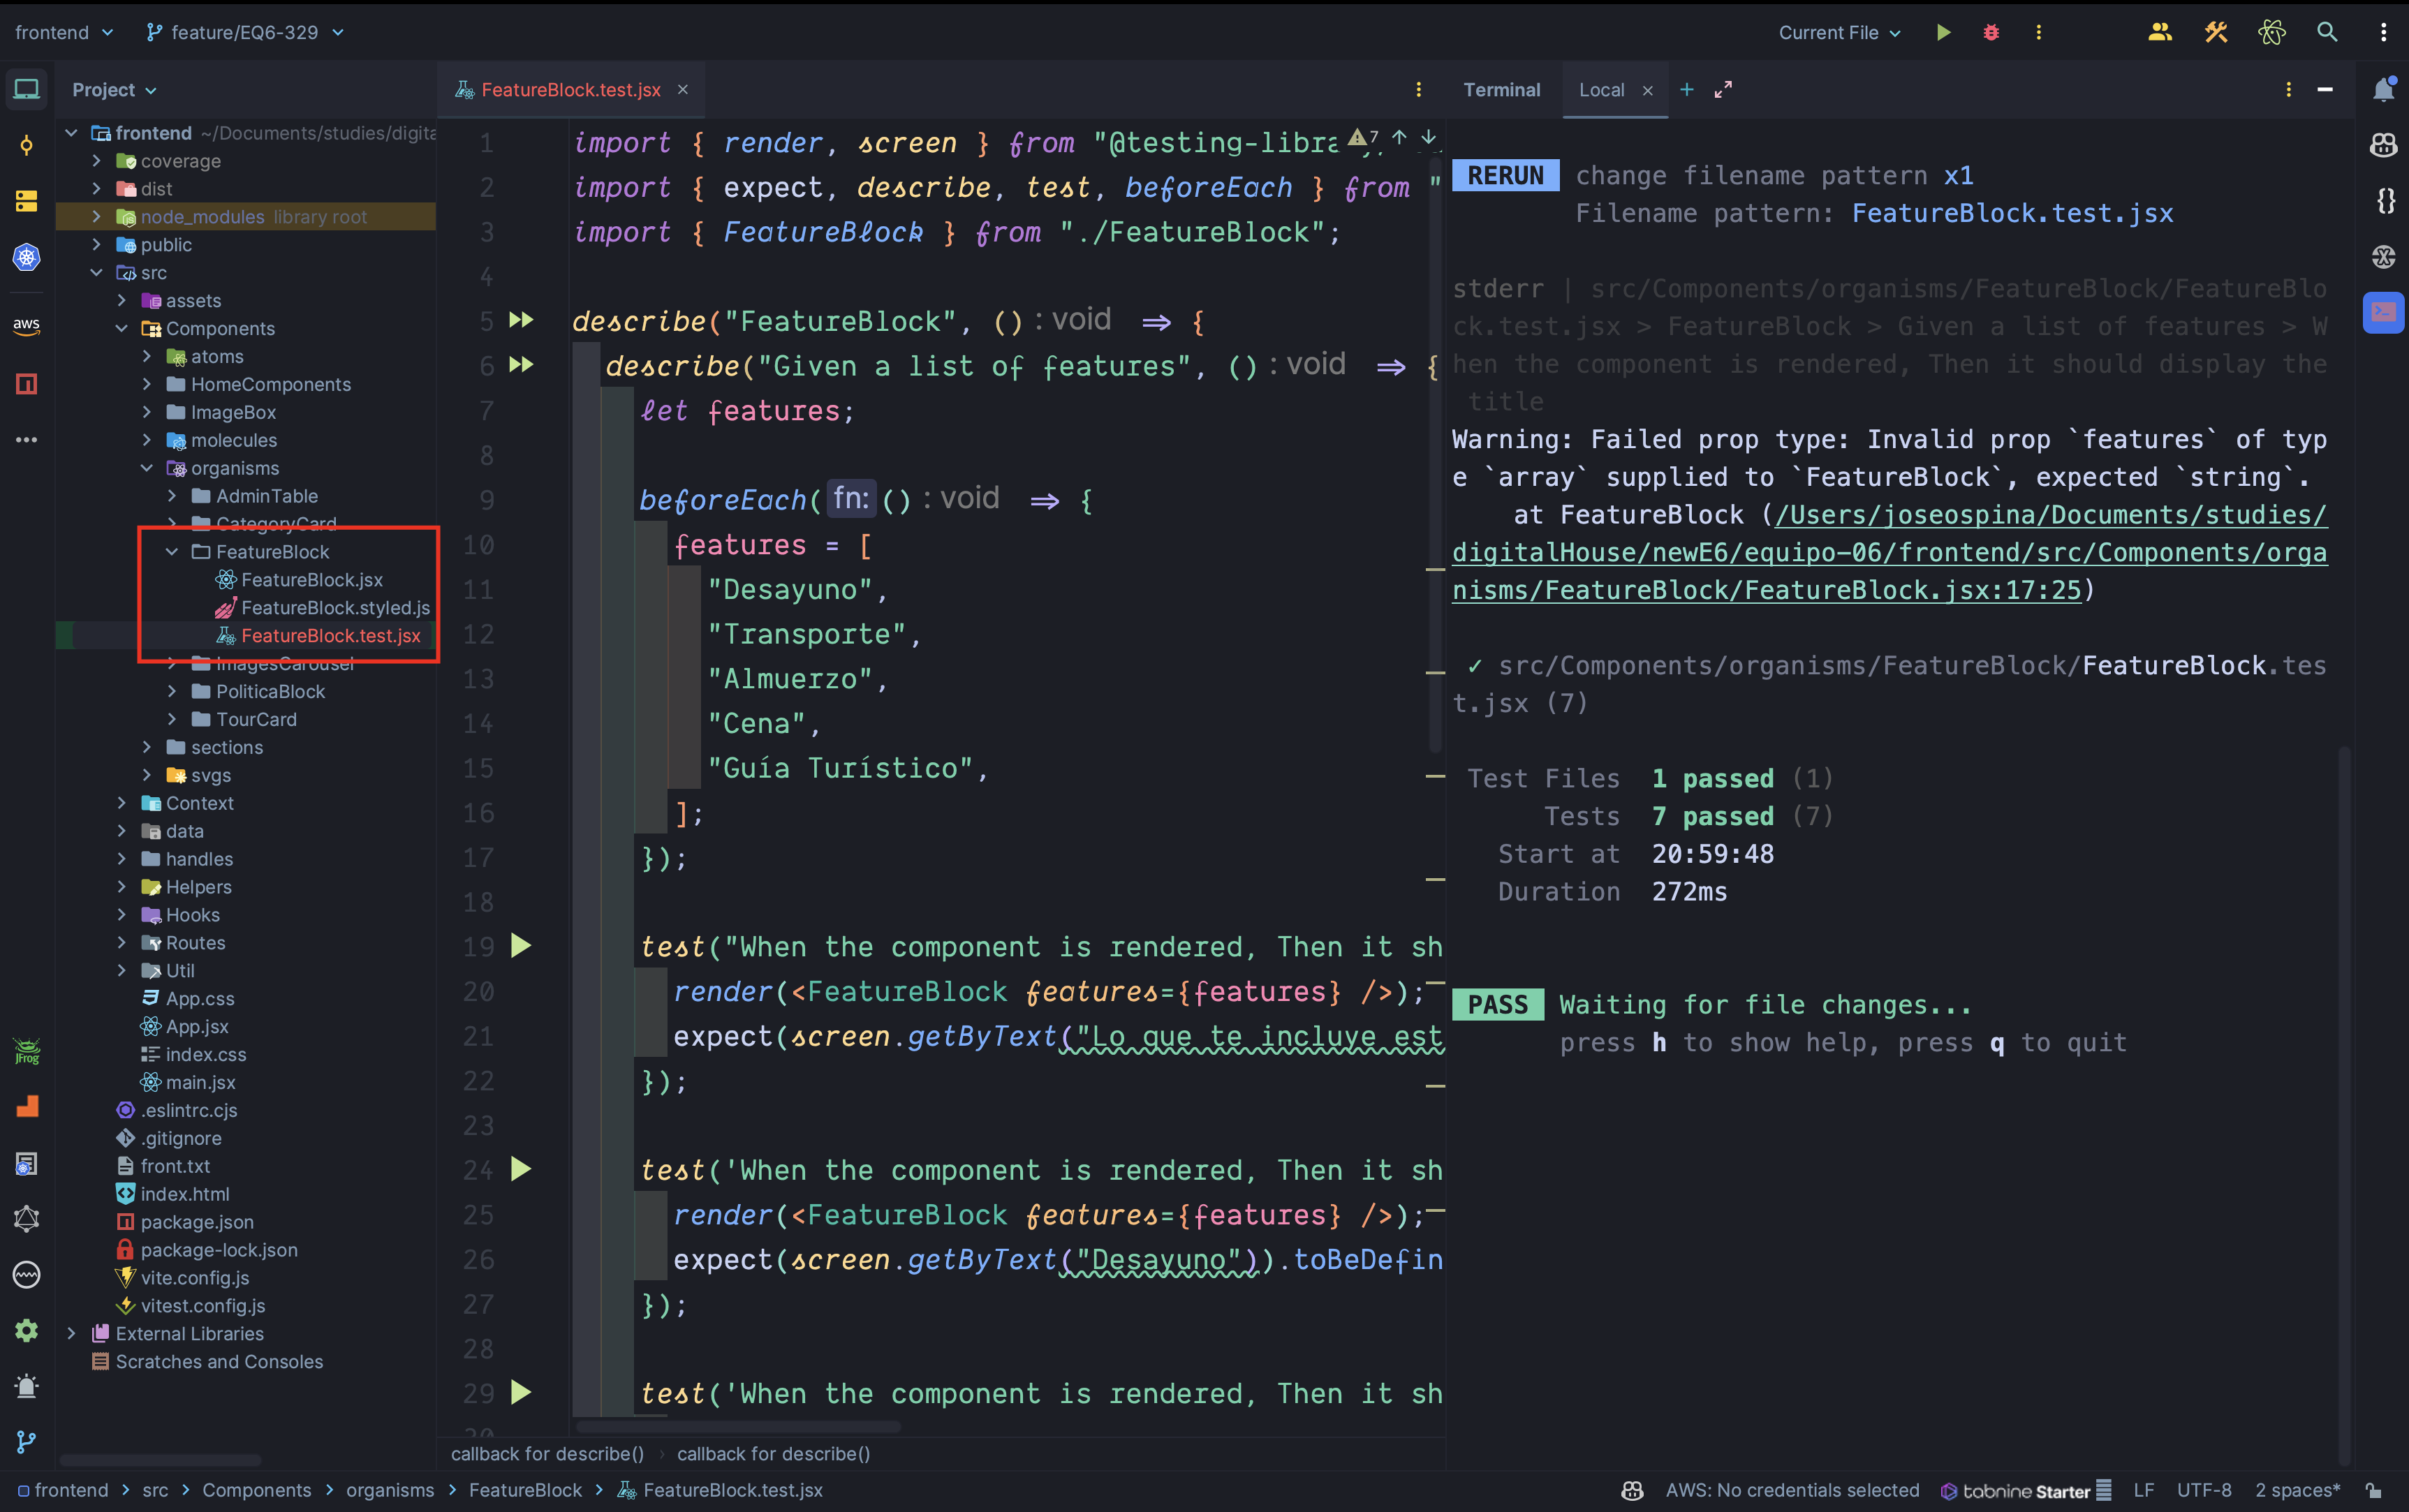 frontend
feature/EQ6-329
Current File
Project
frontend ~/Documents/studies/digita
coverage
dist
node_modules library root
public
src
assets
Components
atoms
HomeComponents
ImageBox
molecules
organisms
AdminTable
CategoryCard
FeatureBlock
FeatureBlock.jsx
FeatureBlock.styled.js
FeatureBlock.test.jsx
ImagesCarousel
PoliticaBlock
TourCard
sections
svgs
Context
data
handles
Helpers
Hooks
Routes
Util
App.css
App.jsx
index.css
main.jsx
.eslintrc.cjs
.gitignore
front.txt
index.html
package.json
package-lock.json
vite.config.js
vitest.config.js
External Libraries
Scratches and Consoles
aws
JFrog
FeatureBlock.test.jsx
7
1 import { render, screen } from "@testing-libra
2 import { expect, describe, test, beforeEach } from "
3 import { FeatureBlock } from "./FeatureBlock";
4
5 describe("FeatureBlock", () : void => {
6 describe("Given a list of features", () : void => {
7 let features;
8
9 beforeEach( fn: () : void => {
10 features = [
11 "Desayuno",
12 "Transporte",
13 "Almuerzo",
14 "Cena",
15 "Guía Turístico",
16 ];
17 });
18
19 test("When the component is rendered, Then it sh
20 render(<FeatureBlock features={features} />);
21 expect(screen.getByText("Lo que te incluye est
22 });
23
24 test('When the component is rendered, Then it sh
25 render(<FeatureBlock features={features} />);
26 expect(screen.getByText("Desayuno")).toBeDefin
27 });
28
29 test('When the component is rendered, Then it sh
callback for describe() › callback for describe()
Terminal
Local
RERUN change filename pattern x1
Filename pattern: FeatureBlock.test.jsx
stderr | src/Components/organisms/FeatureBlock/FeatureBlo
ck.test.jsx > FeatureBlock > Given a list of features > W
hen the component is rendered, Then it should display the
title
Warning: Failed prop type: Invalid prop `features` of typ
e `array` supplied to `FeatureBlock`, expected `string`.
at FeatureBlock (/Users/joseospina/Documents/studies/
digitalHouse/newE6/equipo-06/frontend/src/Components/orga
nisms/FeatureBlock/FeatureBlock.jsx:17:25)
✓ src/Components/organisms/FeatureBlock/FeatureBlock.tes
t.jsx (7)
Test Files 1 passed (1)
Tests 7 passed (7)
Start at 20:59:48
Duration 272ms
PASS Waiting for file changes...
press h to show help, press q to quit
frontend › src › Components › organisms › FeatureBlock › FeatureBlock.test.jsx
AWS: No credentials selected
tabnine Starter
LF
UTF-8
2 spaces*